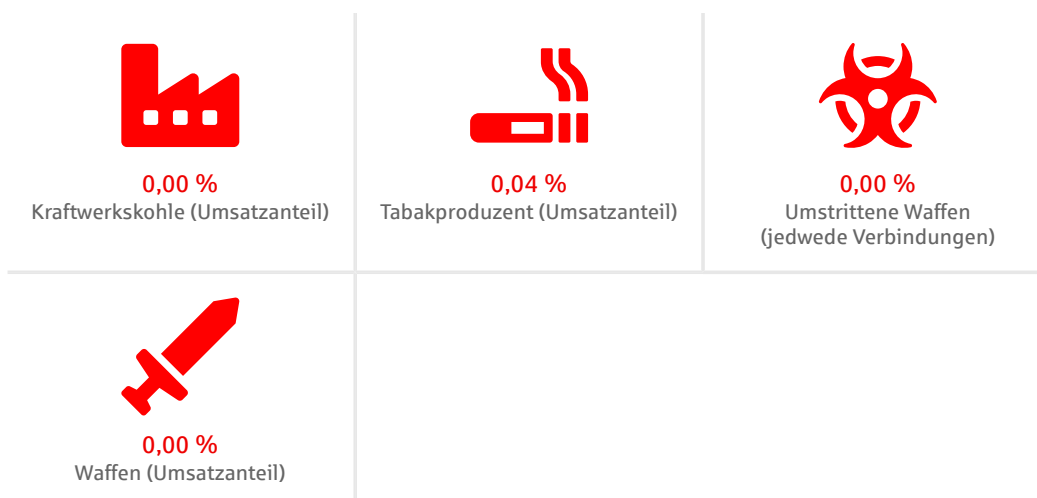 0,00 %
Kraftwerkskohle (Umsatzanteil)
0,04 %
Tabakproduzent (Umsatzanteil)
0,00 %
Umstrittene Waffen
(jedwede Verbindungen)
0,00 %
Waffen (Umsatzanteil)